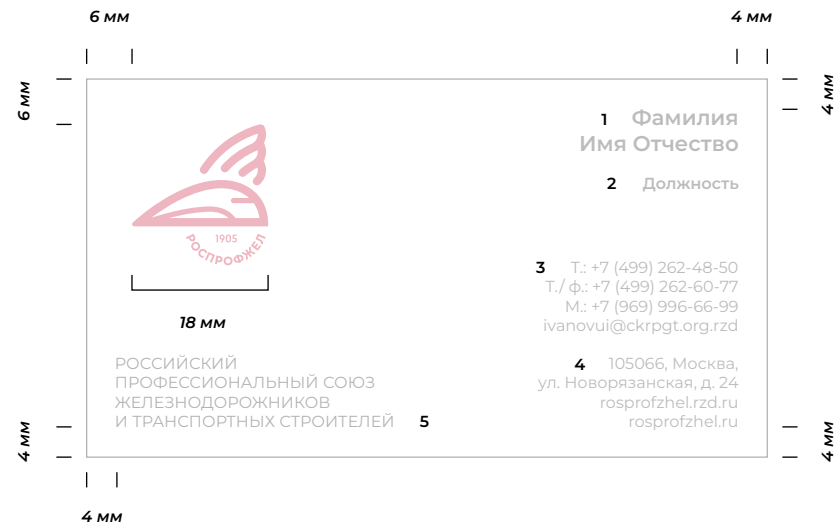 6 мм
4 мм
6 мм
4 мм
1 Фамилия
Имя Отчество
2 Должность
1905
РОСПРОФЖЕЛ
18 мм
3 Т.: +7 (499) 262-48-50
Т./ ф.: +7 (499) 262-60-77
М.: +7 (969) 996-66-99
ivanovui@ckrpgt.org.rzd
РОССИЙСКИЙ
ПРОФЕССИОНАЛЬНЫЙ СОЮЗ
ЖЕЛЕЗНОДОРОЖНИКОВ
И ТРАНСПОРТНЫХ СТРОИТЕЛЕЙ 5
4 105066, Москва,
ул. Новорязанская, д. 24
rosprofzhel.rzd.ru
rosprofzhel.ru
4 мм
4 мм
4 мм